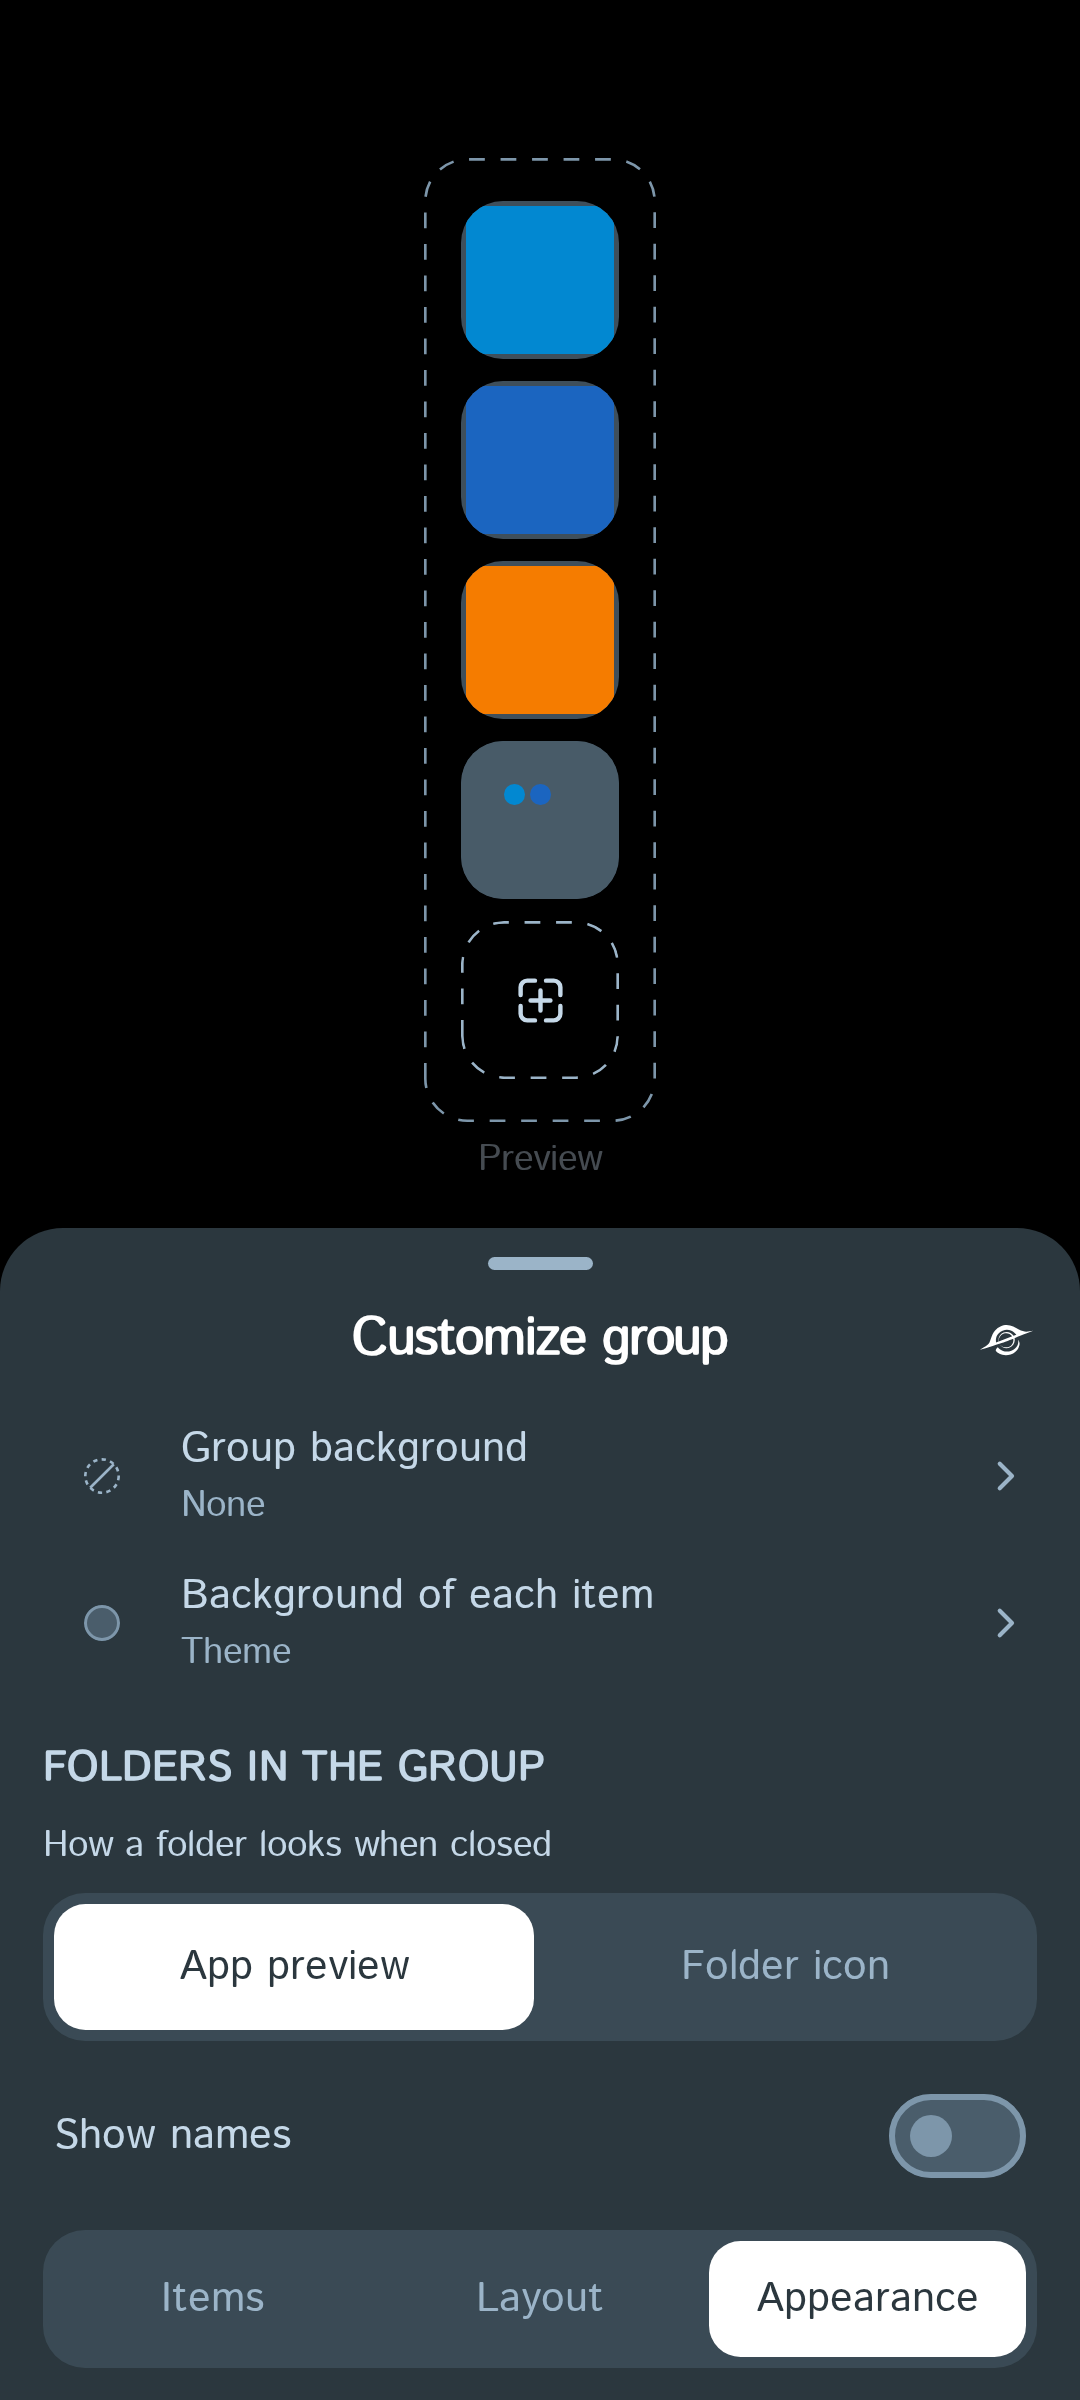 Preview
Customize group
Group background
None
Background of each item
Theme
FOLDERS IN THE GROUP
How a folder looks when closed
App preview
Folder icon
Show names
Items
Layout
Appearance